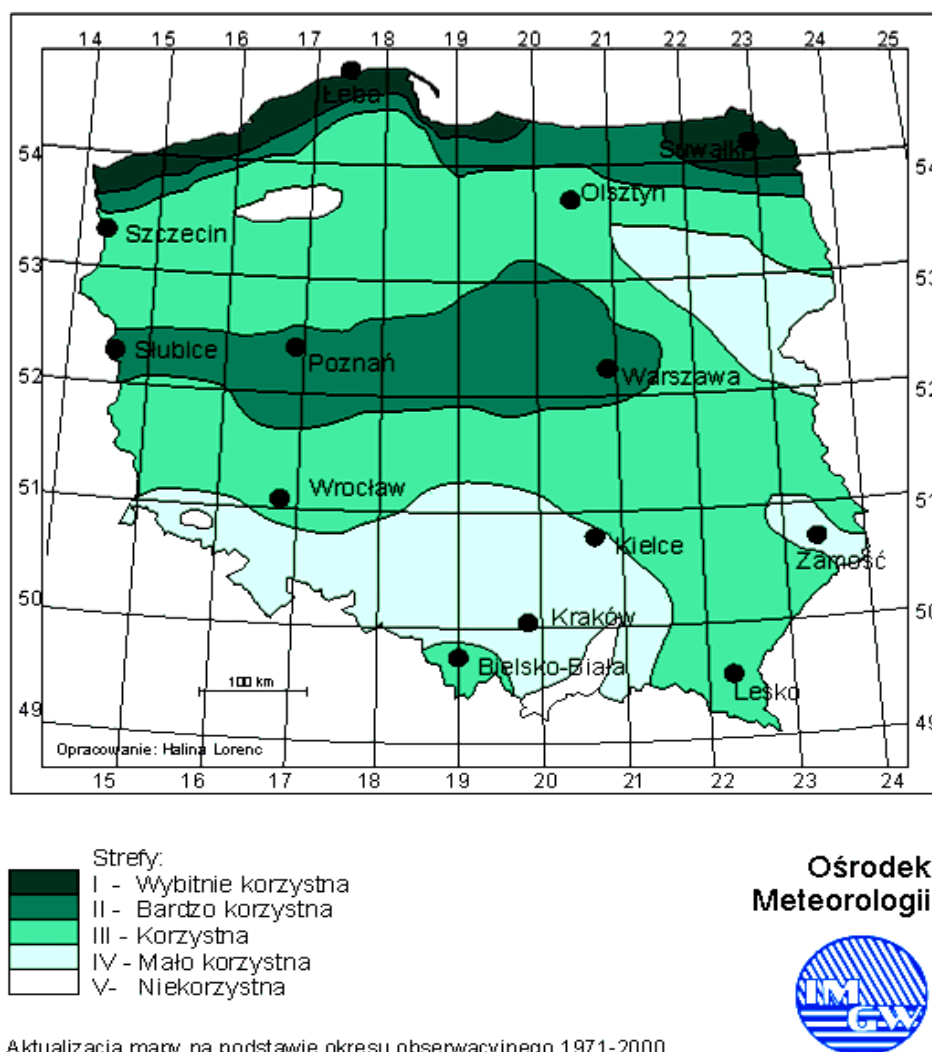 14 15 16 17 18 19 20 21 22 23 24 25
Łeba
54
Suwałki
54
Olsztyn
Szczecin
53
53
Słubice
Poznań
Warszawa
52
52
Wrocław
51
51
Kielce
Zamość
50
Kraków
50
Bielsko-Biała
Lesko
100 km
49
49
Opracowanie: Halina Lorenc
15 16 17 18 19 20 21 22 23 24
Strefy:
I - Wybitnie korzystna
II - Bardzo korzystna
III - Korzystna
IV - Mało korzystna
V- Niekorzystna
Ośrodek
Meteorologii
IM
G-W
Aktualizacja mapy na podstawie okresu obserwacyjnego 1971-2000